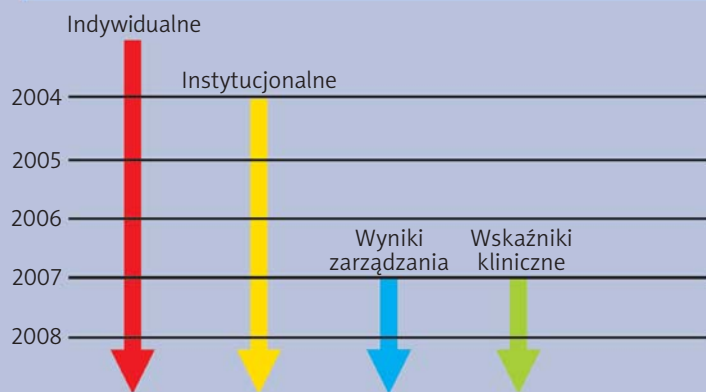 Indywidualne
Instytucjonalne
2004
2005
2006
Wyniki
zarządzania
Wskaźniki
kliniczne
2007
2008